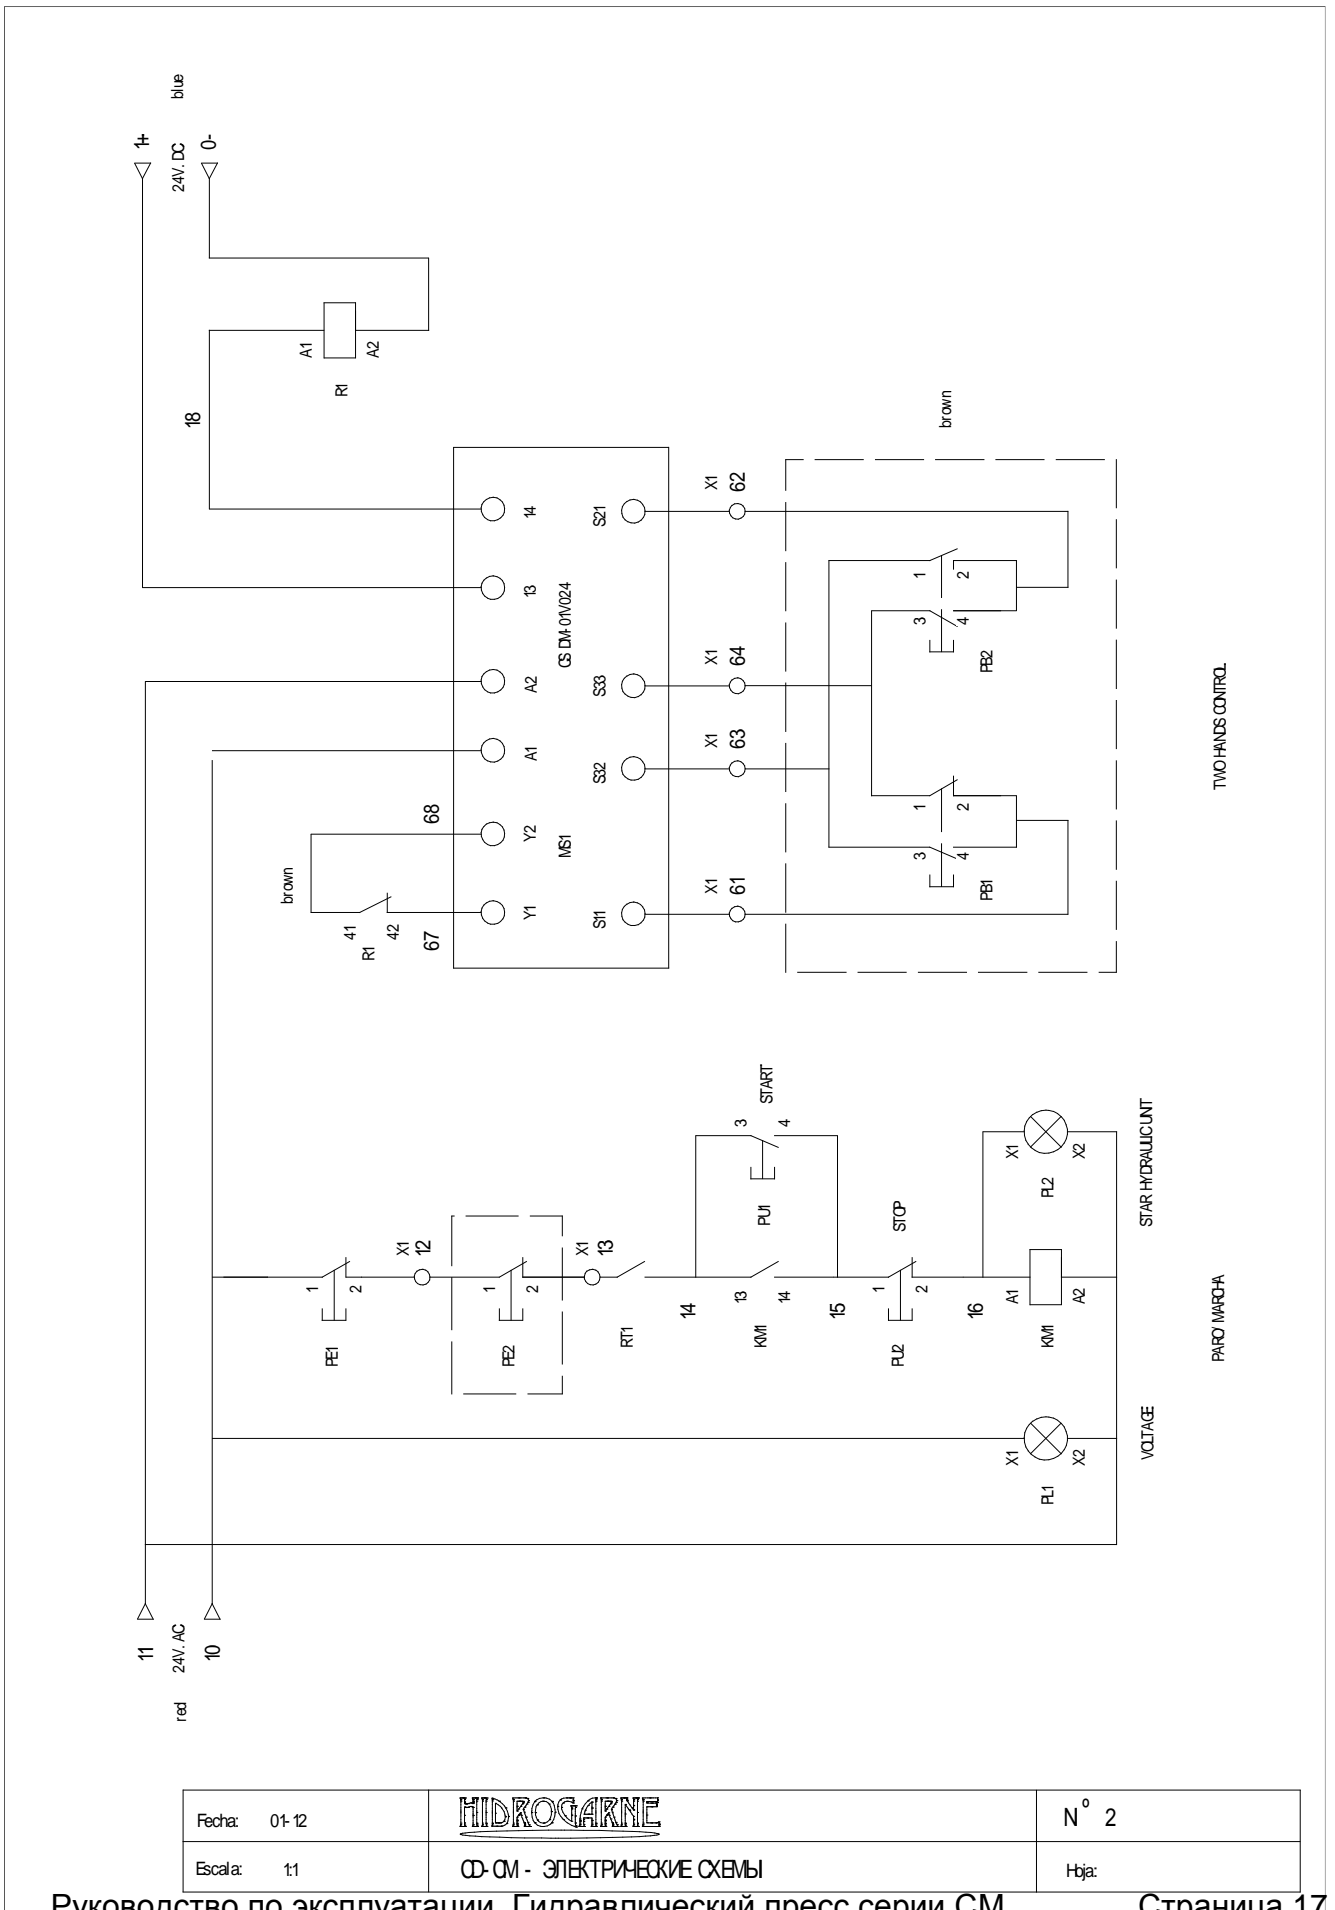 blue
1+
24V. DC
0-
A1
A2
R1
18
brown
14
13
A2
A1
Y2
Y1
S21
S33
S32
S11
CS DM-01V024
MS1
68
67
brown
41
42
R1
X1
62
X1
64
X1
63
X1
61
1
2
3
4
PB2
1
2
3
4
PB1
TWO HANDS CONTROL
START
3
4
PU1
X1
12
X1
13
1
2
PE1
1
2
PE2
RT1
14
13
14
KM1
15
STOP
1
2
PU2
16
A1
A2
KM1
X1
X2
PL2
STAR HYDRAULIC UNIT
PARO/ MARCHA
X1
X2
PL1
VOLTAGE
11
24V. AC
10
red
Fecha: 01-12
HIDROGARNE
Nº 2
Escala: 1:1
CD- CM - ЭЛЕКТРИЧЕСКИЕ СХЕМЫ
Hoja:
Руководство по эксплуатации. Гидравлический пресс серии СМ
Страница 17